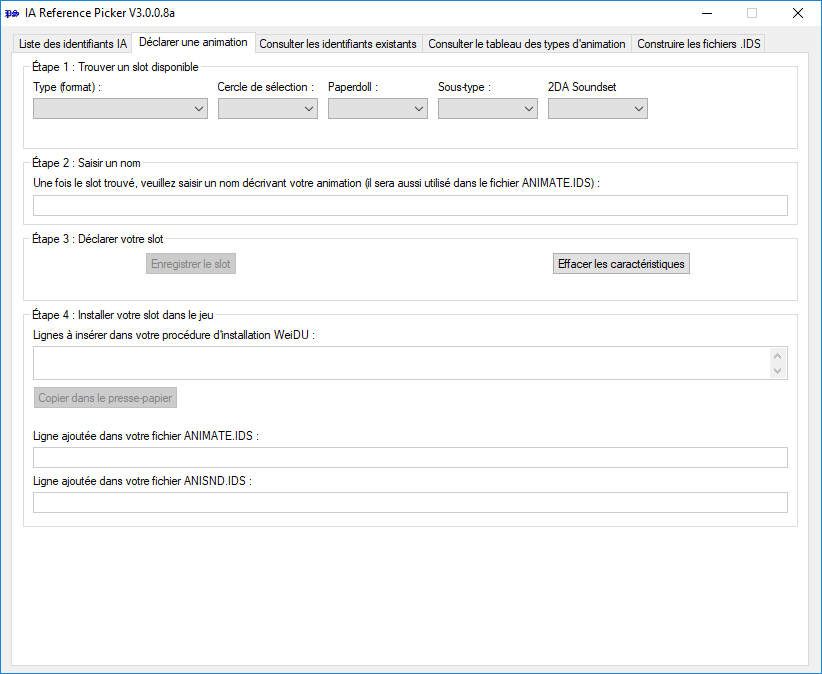 IA Reference Picker V3.0.0.8a
Liste des identifiants IA
Déclarer une animation
Consulter les identifiants existants
Consulter le tableau des types d'animation
Construire les fichiers .IDS
Étape 1 : Trouver un slot disponible
Type (format) :
Cercle de sélection :
Paperdoll :
Sous-type :
2DA Soundset
Étape 2 : Saisir un nom
Une fois le slot trouvé, veuillez saisir un nom décrivant votre animation (il sera aussi utilisé dans le fichier ANIMATE.IDS) :
Étape 3 : Déclarer votre slot
Enregistrer le slot
Effacer les caractéristiques
Étape 4 : Installer votre slot dans le jeu
Lignes à insérer dans votre procédure d'installation WeiDU :
Copier dans le presse-papier
Ligne ajoutée dans votre fichier ANIMATE.IDS :
Ligne ajoutée dans votre fichier ANISND.IDS :